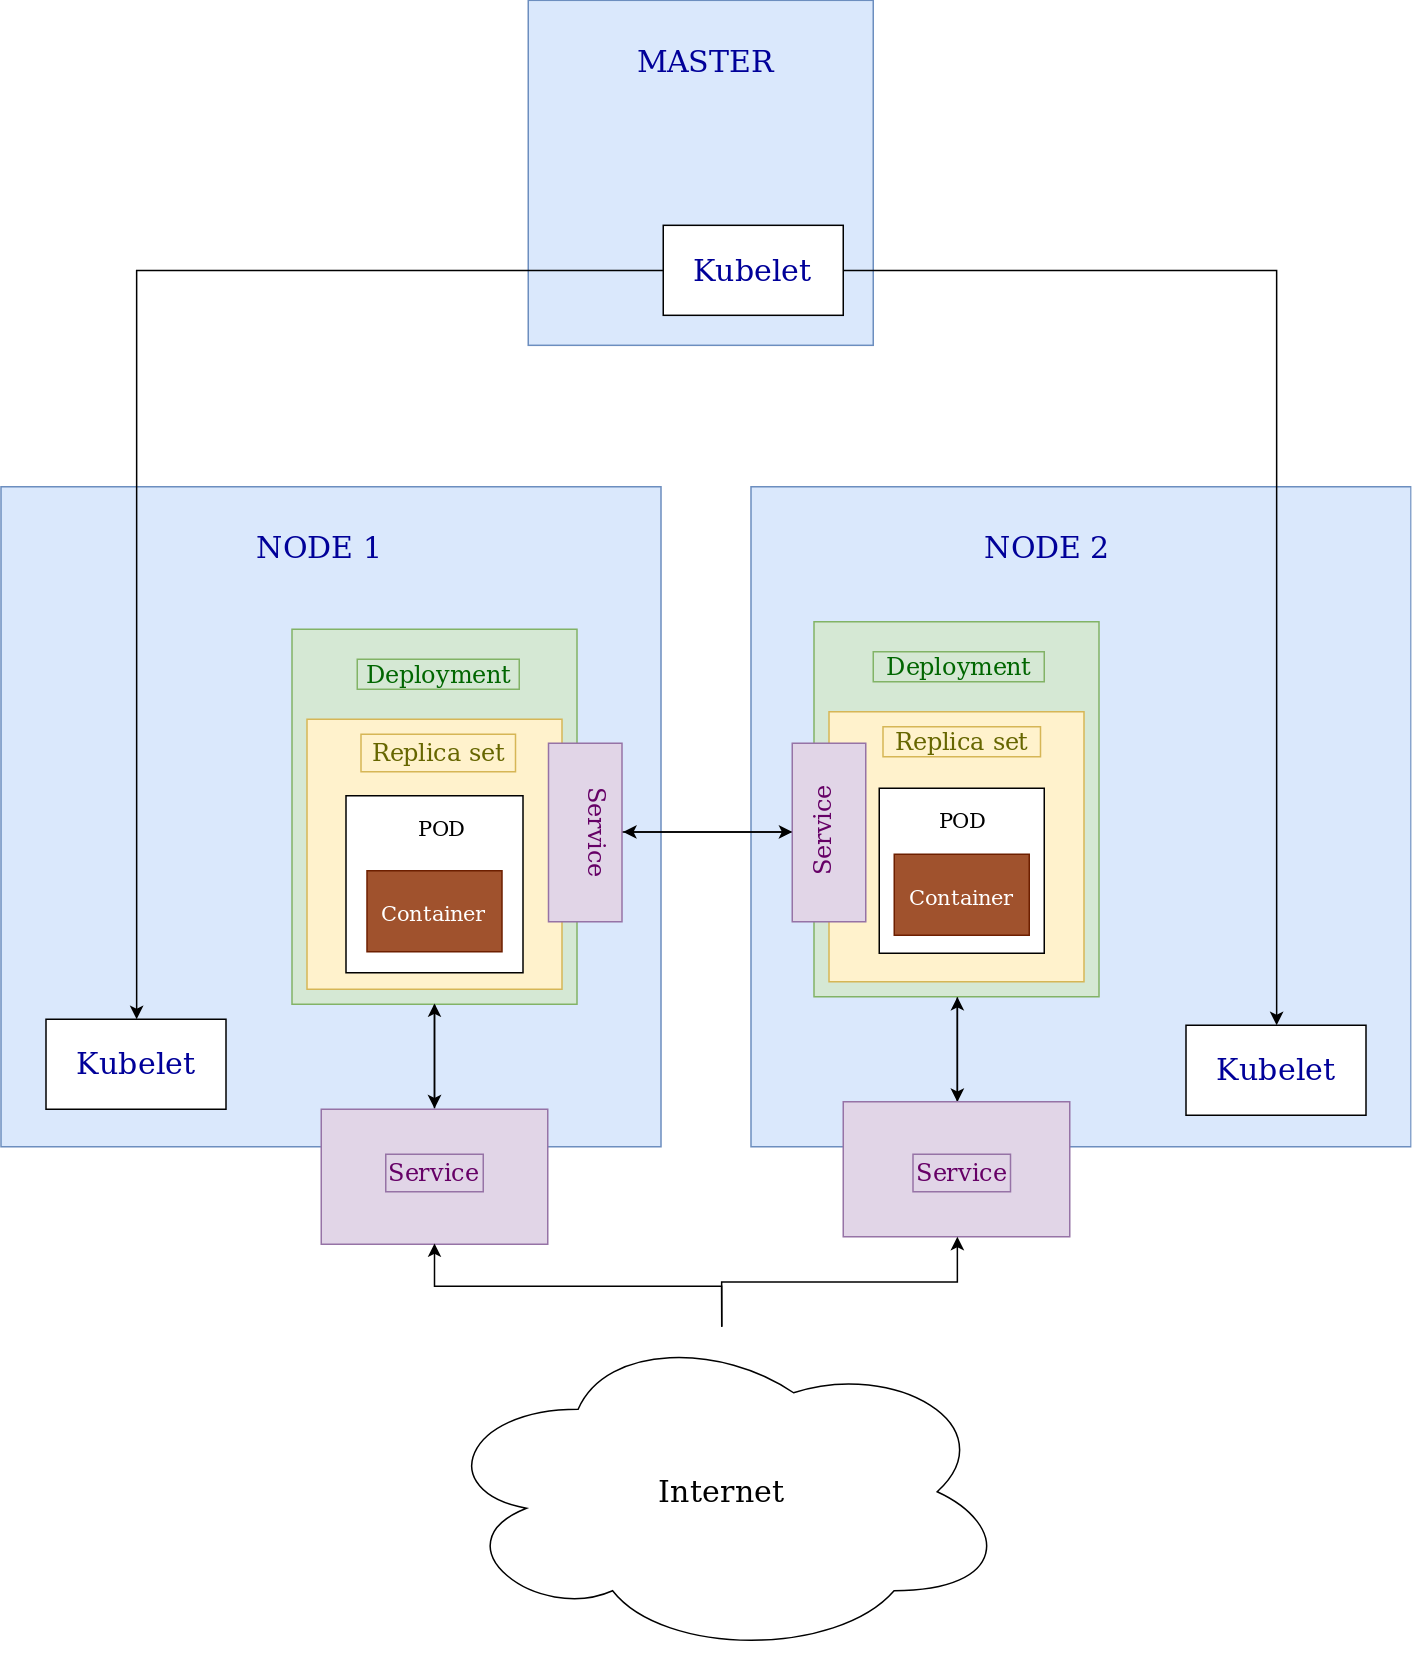 MASTER
Kubelet
NODE 1
Deployment
Replica set
POD
Container
Service
Kubelet
Service
NODE 2
Deployment
Replica set
Service
POD
Container
Kubelet
Service
Internet